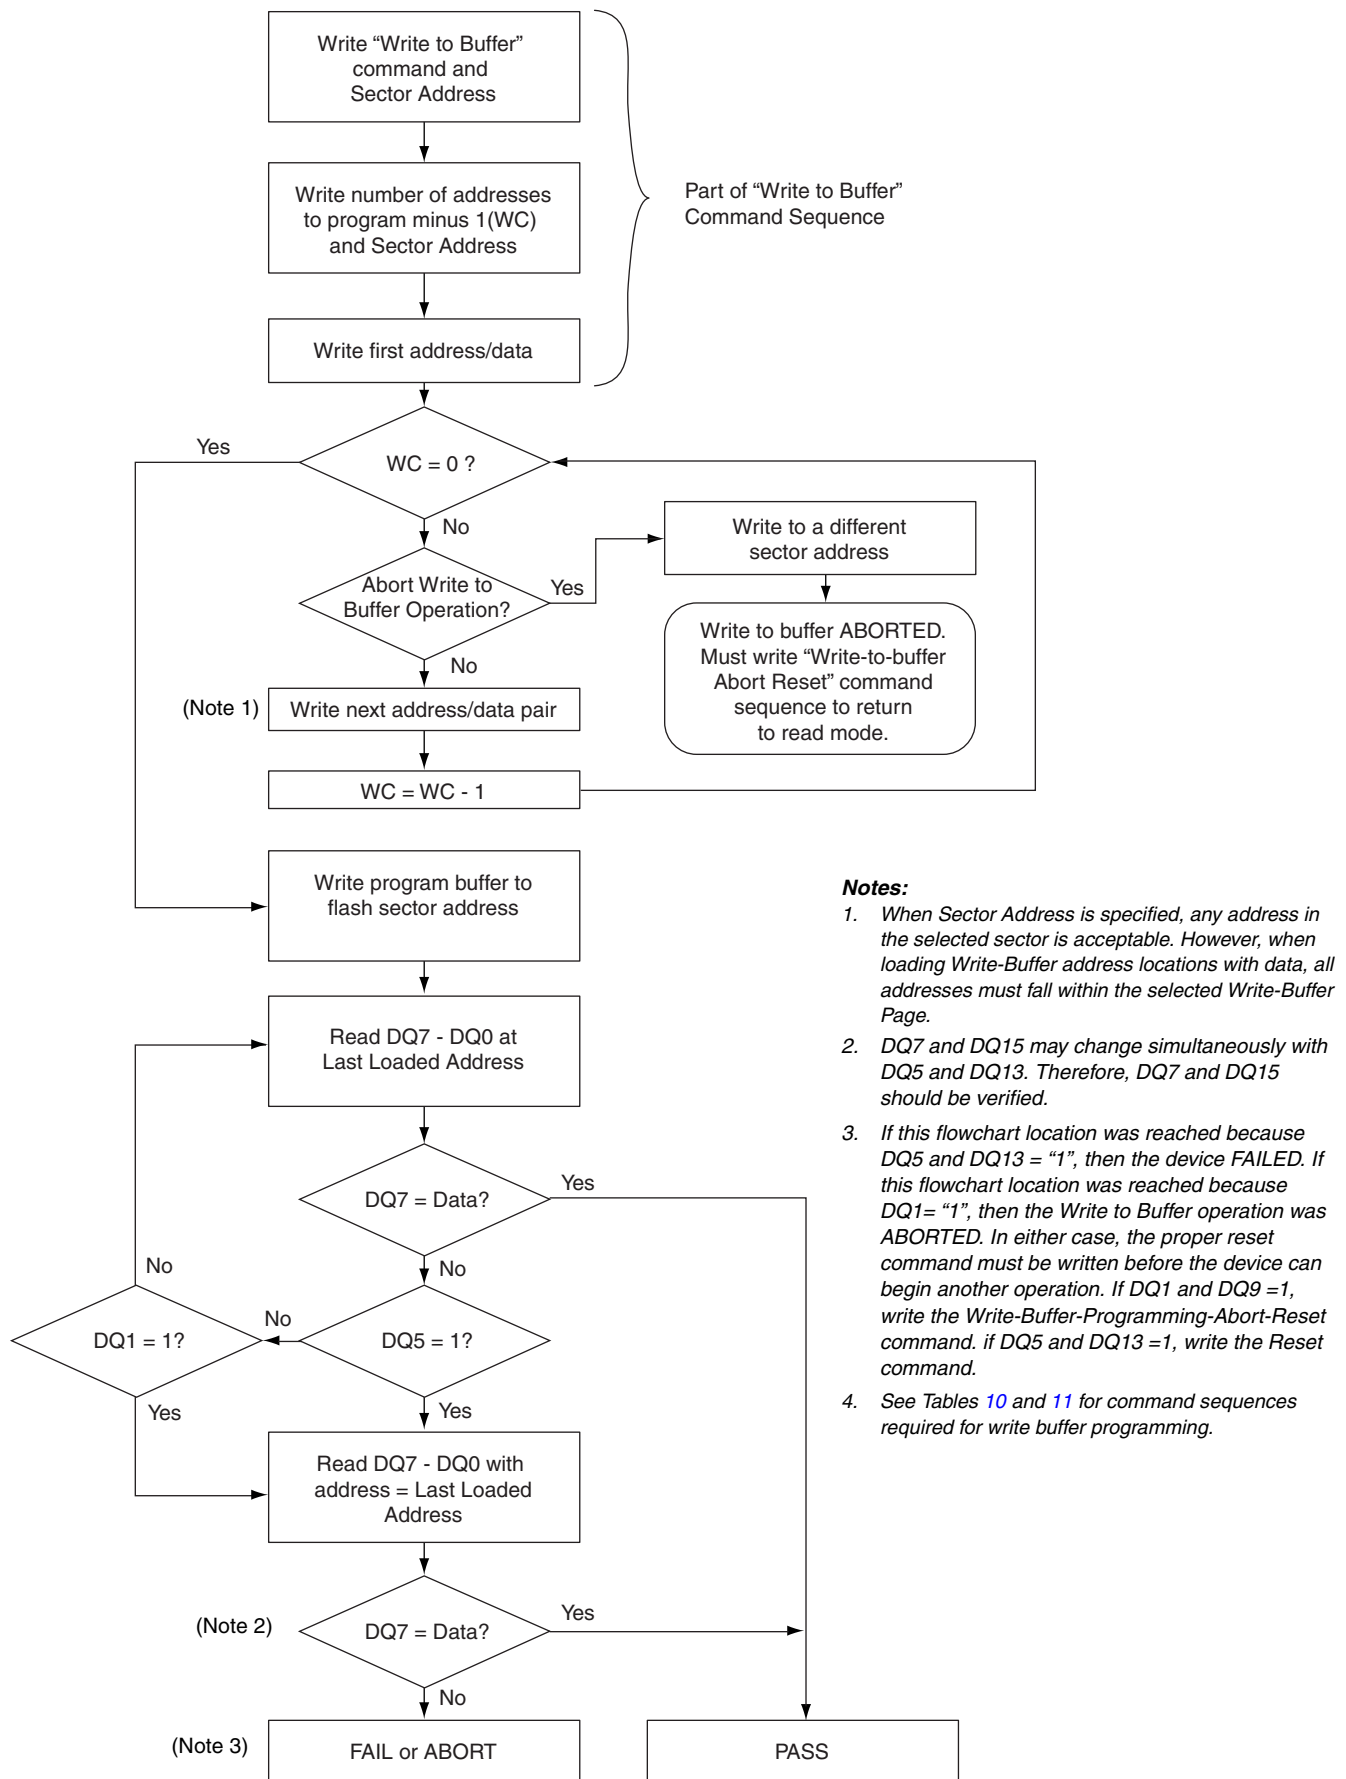 Write “Write to Buffer”
command and
Sector Address
Write number of addresses
to program minus 1(WC)
and Sector Address
Part of “Write to Buffer”
Command Sequence
Write first address/data
Yes
WC = 0 ?
No
Write to a different
sector address
Abort Write to
Buffer Operation?
Yes
Write to buffer ABORTED.
Must write “Write-to-buffer
Abort Reset” command
sequence to return
to read mode.
No
(Note 1)
Write next address/data pair
WC = WC - 1
Write program buffer to
flash sector address
Read DQ7 - DQ0 at
Last Loaded Address
DQ7 = Data?
Yes
No
No
DQ1 = 1?
No
DQ5 = 1?
Yes
Yes
Read DQ7 - DQ0 with
address = Last Loaded
Address
(Note 2)
DQ7 = Data?
Yes
No
(Note 3)
FAIL or ABORT
PASS
Notes:
1. When Sector Address is specified, any address in
the selected sector is acceptable. However, when
loading Write-Buffer address locations with data, all
addresses must fall within the selected Write-Buffer
Page.
2. DQ7 and DQ15 may change simultaneously with
DQ5 and DQ13. Therefore, DQ7 and DQ15
should be verified.
3. If this flowchart location was reached because
DQ5 and DQ13 = “1”, then the device FAILED. If
this flowchart location was reached because
DQ1= “1”, then the Write to Buffer operation was
ABORTED. In either case, the proper reset
command must be written before the device can
begin another operation. If DQ1 and DQ9 =1,
write the Write-Buffer-Programming-Abort-Reset
command. if DQ5 and DQ13 =1, write the Reset
command.
4. See Tables 10 and 11 for command sequences
required for write buffer programming.